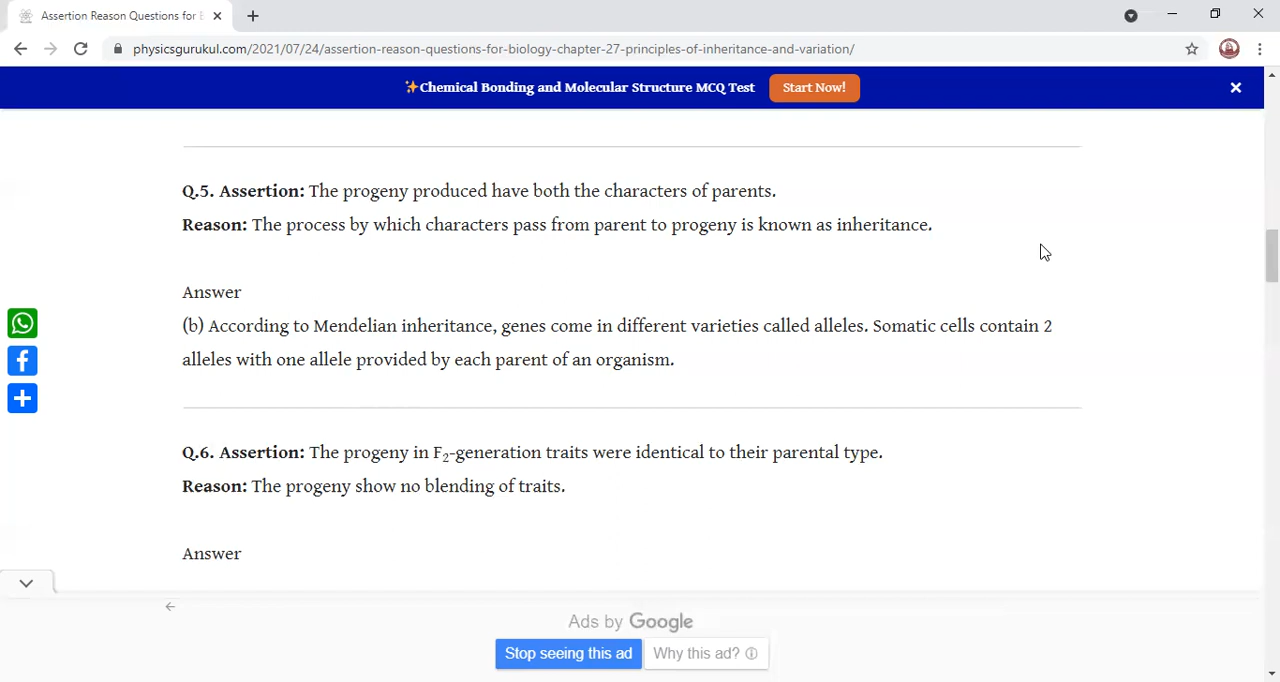 Assertion Reason Questions for B
physicsgurukul.com/2021/07/24/assertion-reason-questions-for-biology-chapter-27-principles-of-inheritance-and-variation/
✨Chemical Bonding and Molecular Structure MCQ Test Start Now!
Q.5. Assertion: The progeny produced have both the characters of parents.
Reason: The process by which characters pass from parent to progeny is known as inheritance.
Answer
(b) According to Mendelian inheritance, genes come in different varieties called alleles. Somatic cells contain 2
alleles with one allele provided by each parent of an organism.
Q.6. Assertion: The progeny in F₂-generation traits were identical to their parental type.
Reason: The progeny show no blending of traits.
Answer
Ads by Google
Stop seeing this ad Why this ad?